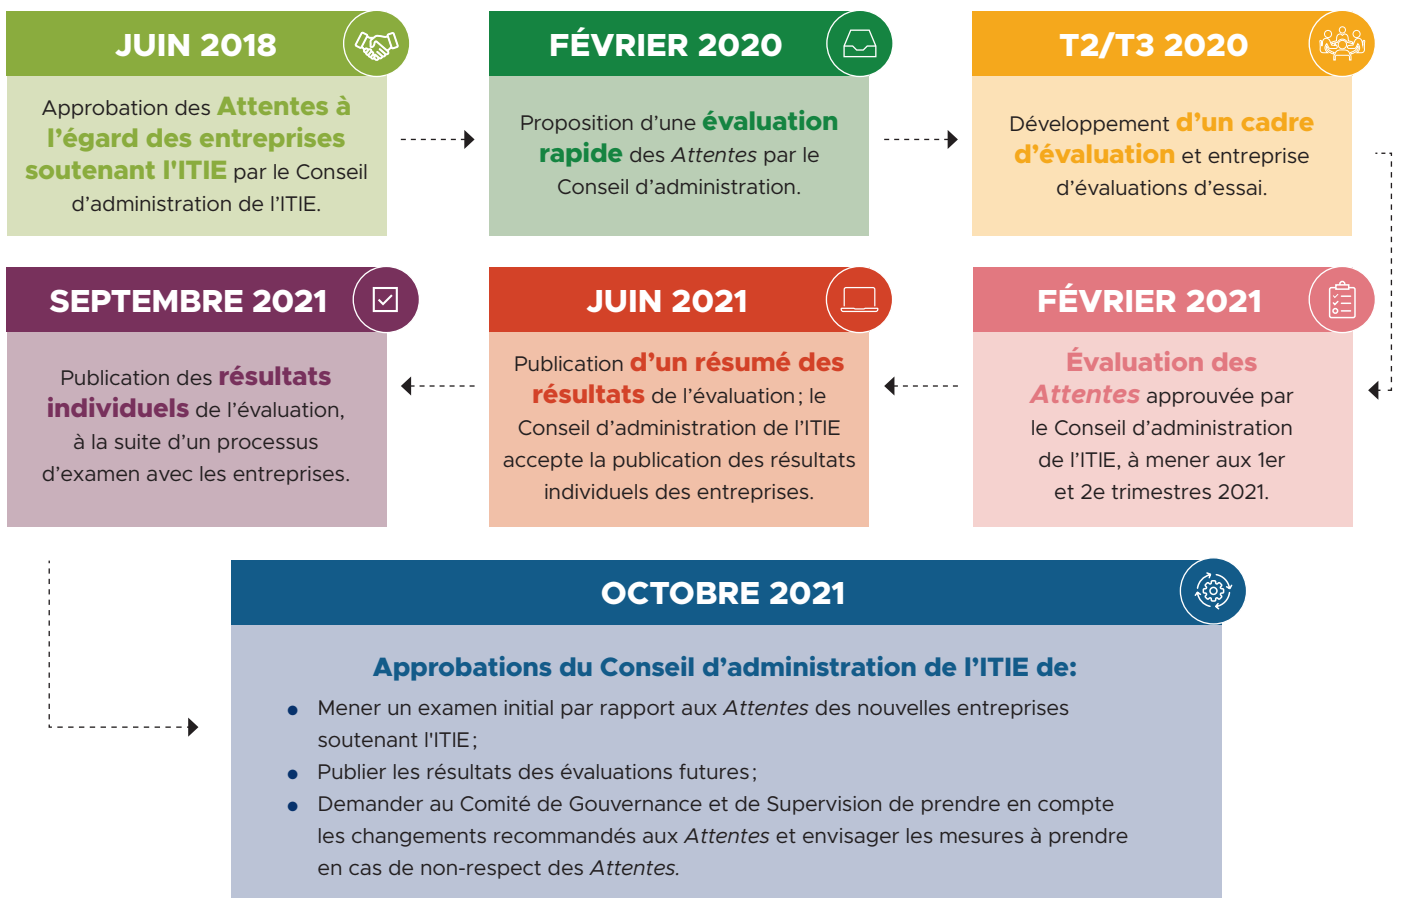 JUIN 2018
Approbation des Attentes à
l’égard des entreprises
soutenant l'ITIE par le Conseil
d’administration de l’ITIE.
FÉVRIER 2020
Proposition d’une évaluation
rapide des Attentes par le
Conseil d’administration.
T2/T3 2020
Développement d’un cadre
d’évaluation et entreprise
d’évaluations d’essai.
FÉVRIER 2021
Évaluation des
Attentes approuvée par
le Conseil d’administration
de l’ITIE, à mener aux 1er
et 2e trimestres 2021.
JUIN 2021
Publication d’un résumé des
résultats de l’évaluation ; le
Conseil d’administration de l’ITIE
accepte la publication des résultats
individuels des entreprises.
SEPTEMBRE 2021
Publication des résultats
individuels de l’évaluation,
à la suite d’un processus
d’examen avec les entreprises.
OCTOBRE 2021
Approbations du Conseil d’administration de l’ITIE de:
• Mener un examen initial par rapport aux Attentes des nouvelles entreprises
soutenant l'ITIE ;
• Publier les résultats des évaluations futures ;
• Demander au Comité de Gouvernance et de Supervision de prendre en compte
les changements recommandés aux Attentes et envisager les mesures à prendre
en cas de non-respect des Attentes.